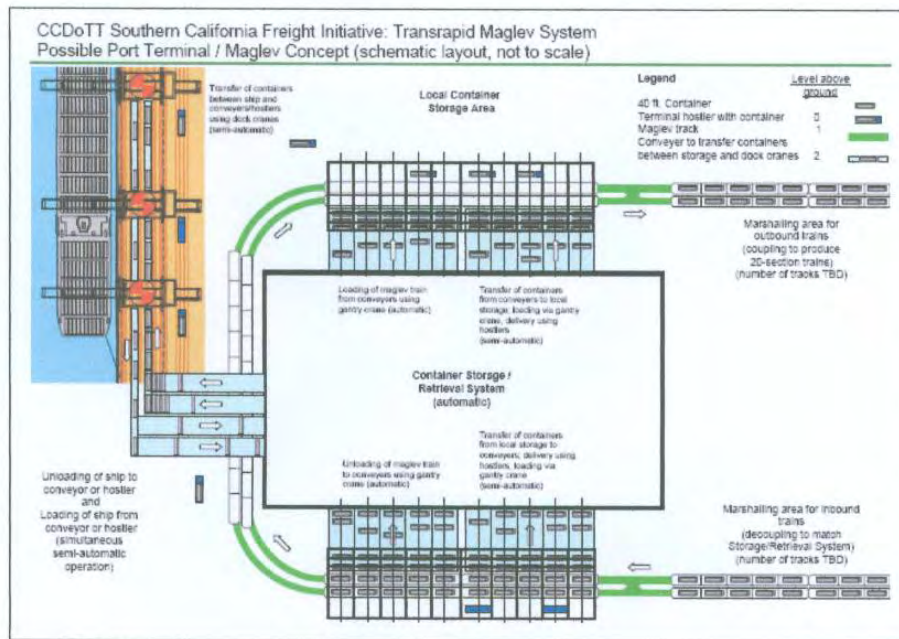 CCDoTT Southern California Freight Initiative: Transrapid Maglev System
Possible Port Terminal / Maglev Concept (schematic layout, not to scale)
Transfer of containers
between ship and
conveyers/hostlers
using dock cranes
(semi-automatic)
Local Container
Storage Area
Legend
Level above
ground
40 ft. Container
Terminal hostler with container 0
Maglev track 1
Conveyer to transfer containers
between storage and dock cranes 2
Marshalling area for
outbound trains
(coupling to produce
20-section trains)
(number of tracks TBD)
Loading of maglev train
from conveyers using
gantry crane (automatic)
Transfer of containers
from conveyers to local
storage, loading via gantry
crane, delivery using
hostlers
(semi-automatic)
Container Storage /
Retrieval System
(automatic)
Unloading of maglev train
to conveyers using gantry
crane (automatic)
Transfer of containers
from local storage to
conveyers; delivery using
hostlers, loading via
gantry crane
(semi-automatic)
Unloading of ship to
conveyor or hostler
and
Loading of ship from
conveyor or hostler
(simultaneous
semi-automatic
operation)
Marshalling area for inbound
trains
(decoupling to match
Storage/Retrieval System)
(number of tracks TBD)